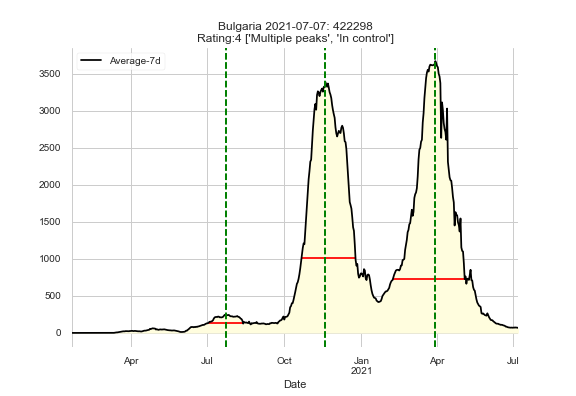 Bulgaria 2021-07-07: 422298
Rating:4 ['Multiple peaks', 'In control']
Average-7d
3500
3000
2500
2000
1500
1000
500
0
Apr
Jul
Oct
Jan
2021
Apr
Jul
Date